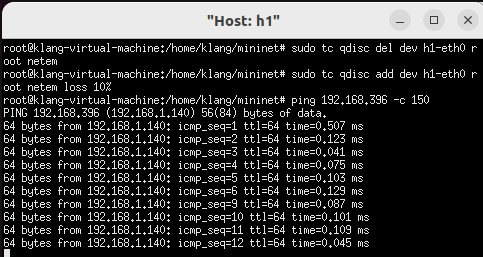 "Host: h1"
root@klang-virtual-machine:/home/klang/mininet# sudo tc qdisc del dev h1-eth0 r
oot netem
root@klang-virtual-machine:/home/klang/mininet# sudo tc qdisc add dev h1-eth0 r
oot netem loss 10%
root@klang-virtual-machine:/home/klang/mininet# ping 192.168.396 -c 150
PING 192.168.396 (192.168.1.140) 56(84) bytes of data.
64 bytes from 192.168.1.140: icmp_seq=1 ttl=64 time=0.507 ms
64 bytes from 192.168.1.140: icmp_seq=2 ttl=64 time=0.123 ms
64 bytes from 192.168.1.140: icmp_seq=3 ttl=64 time=0.041 ms
64 bytes from 192.168.1.140: icmp_seq=4 ttl=64 time=0.075 ms
64 bytes from 192.168.1.140: icmp_seq=5 ttl=64 time=0.103 ms
64 bytes from 192.168.1.140: icmp_seq=6 ttl=64 time=0.129 ms
64 bytes from 192.168.1.140: icmp_seq=9 ttl=64 time=0.087 ms
64 bytes from 192.168.1.140: icmp_seq=10 ttl=64 time=0.101 ms
64 bytes from 192.168.1.140: icmp_seq=11 ttl=64 time=0.109 ms
64 bytes from 192.168.1.140: icmp_seq=12 ttl=64 time=0.045 ms